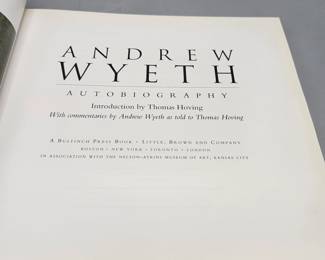 ANDREW
WYETH
AUTOBIOGRAPHY
Introduction by Thomas Hoving
With commentaries by Andrew Wyeth as told to Thomas Hoving
A BULFINCH PRESS BOOK • LITTLE, BROWN AND COMPANY
BOSTON • NEW YORK • TORONTO • LONDON
IN ASSOCIATION WITH THE NELSON-ATKINS MUSEUM OF ART, KANSAS CITY